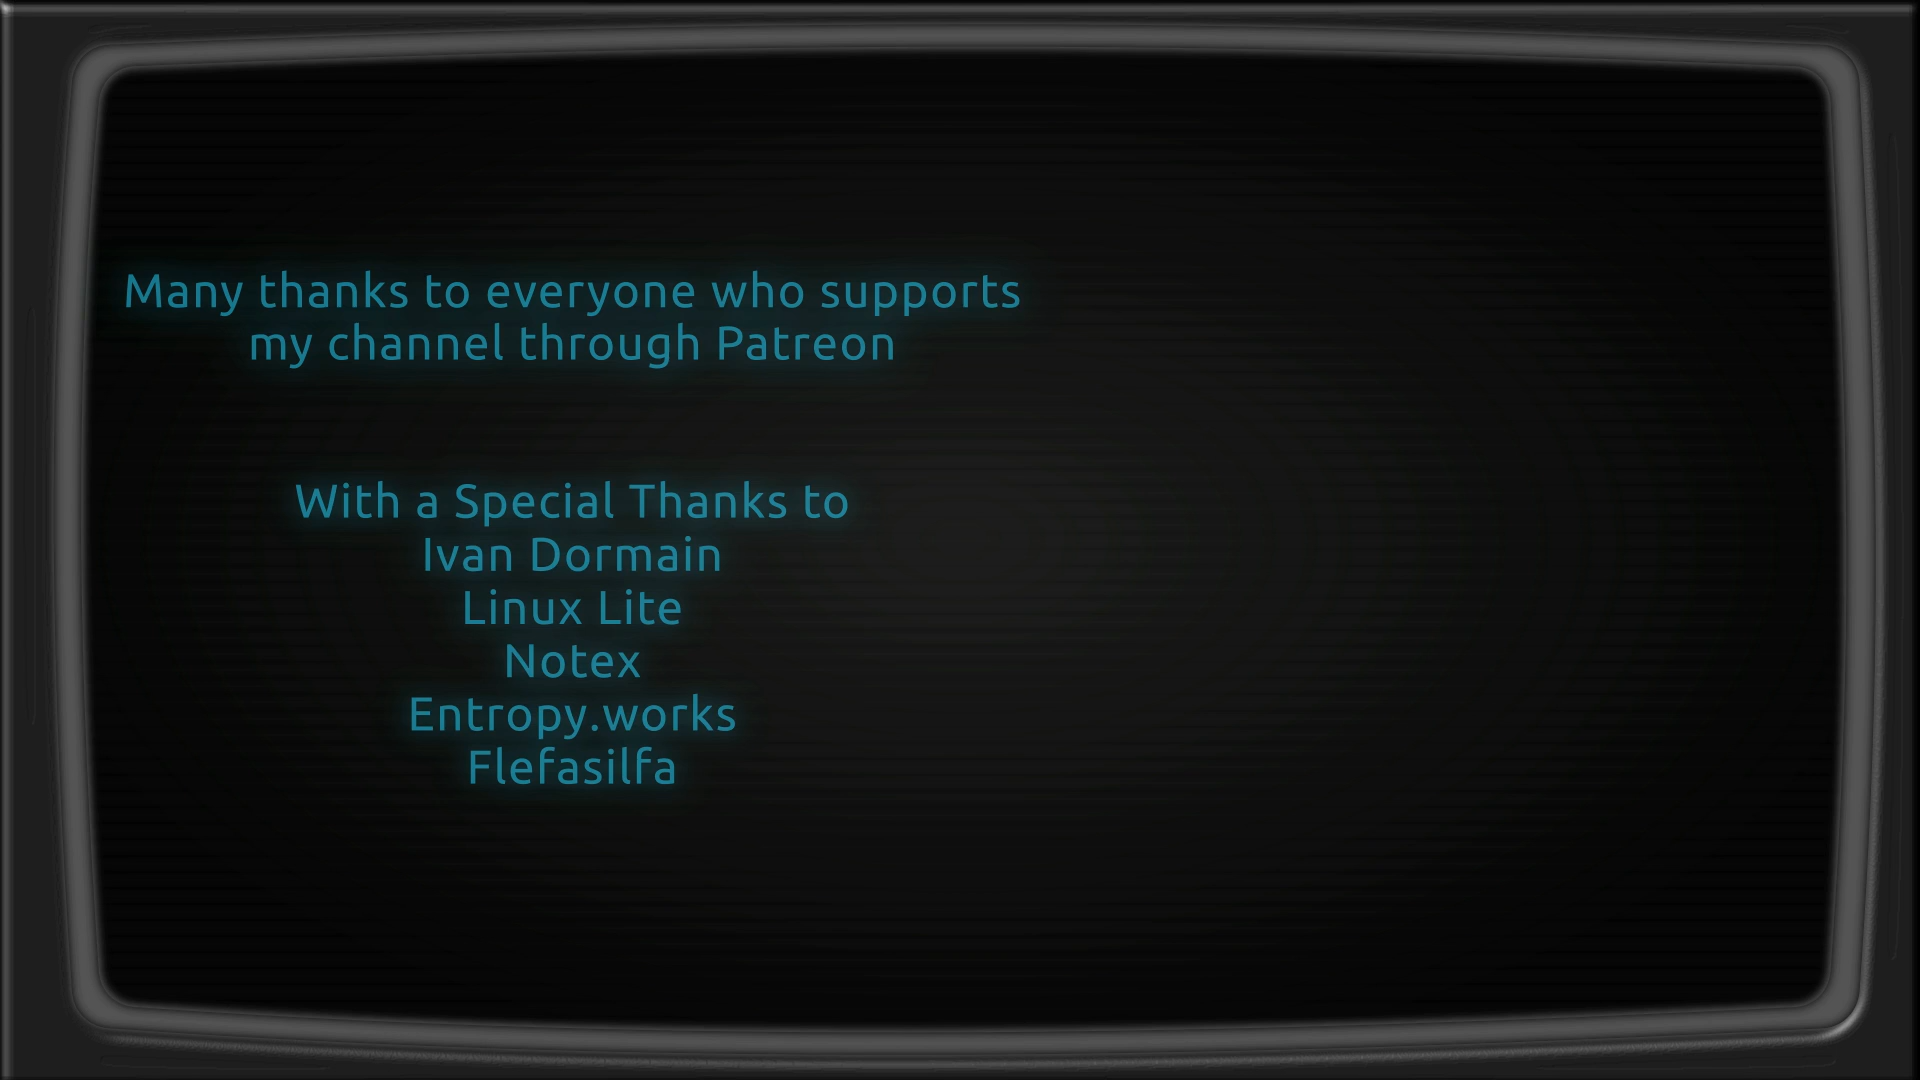 Many thanks to everyone who supports
my channel through Patreon
With a Special Thanks to
Ivan Dormain
Linux Lite
Notex
Entropy.works
Flefasilfa